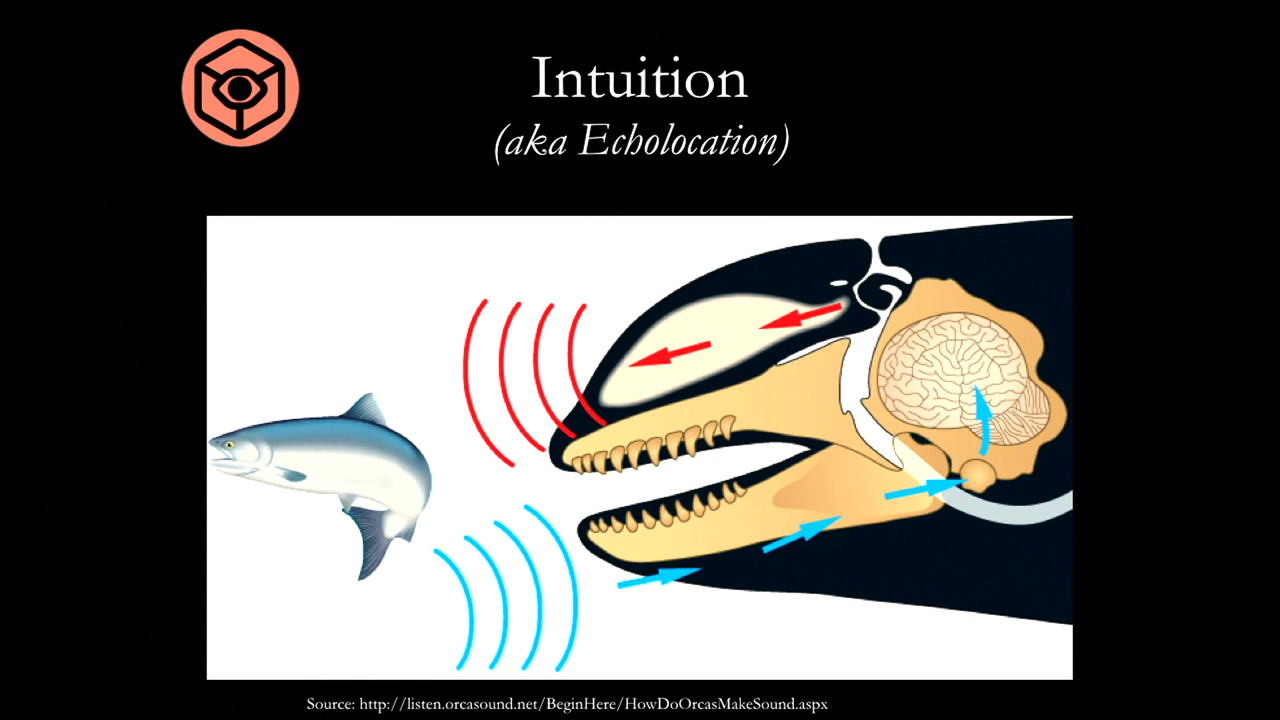 Intuition
(aka Echolocation)
Source: http://listen.orcasound.net/BeginHere/HowDoOrcasMakeSound.aspx